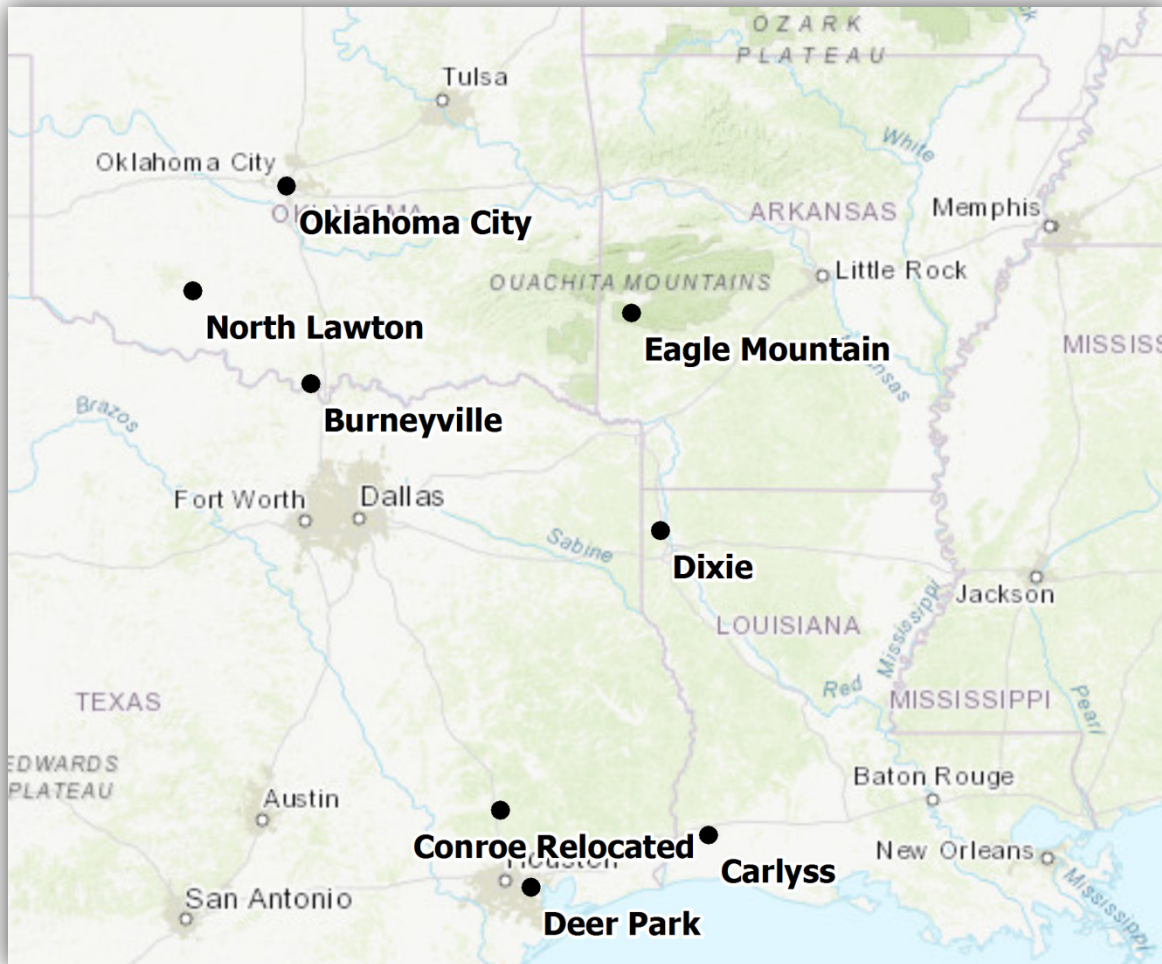 OZARK
PLATEAU
Tulsa
White
Oklahoma City
OKLAHOMA
Oklahoma City
ARKANSAS
Memphis
OUACHITA MOUNTAINS
Little Rock
North Lawton
Eagle Mountain
MISSISS
Arkansas
Burneyville
Brazos
Fort Worth
Dallas
Sabine
Dixie
Jackson
LOUISIANA
Mississippi
Red
MISSISSIPPI
Pearl
TEXAS
EDWARDS
PLATEAU
Austin
Baton Rouge
Conroe Relocated
Houston
Carlyss
New Orleans
San Antonio
Deer Park
Mississippi